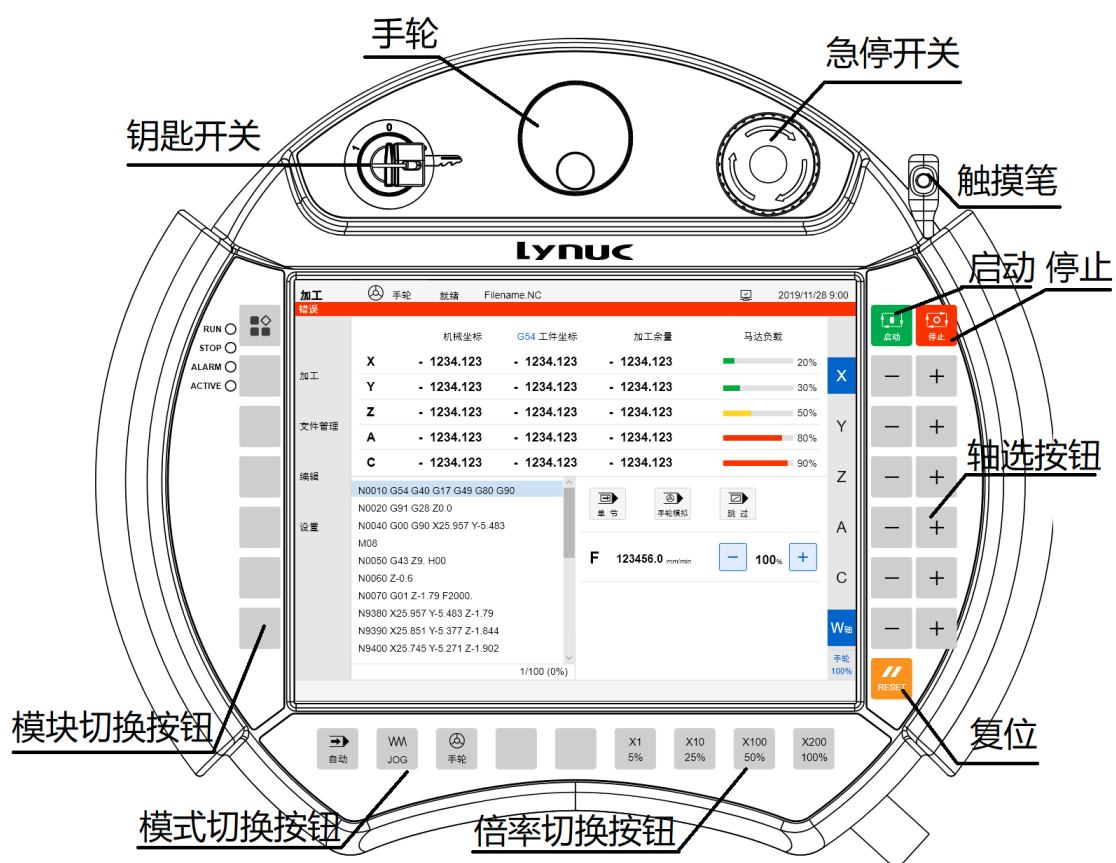 手轮
急停开关
钥匙开关
0
1
触摸笔
Lynuc
启动 停止
加工 手轮 就绪 Filename.NC 2019/11/28 9:00
错误
RUN
STOP
ALARM
ACTIVE
启动 停止
机械坐标 G54 工件坐标 加工余量 马达负载
X - 1234.123 - 1234.123 - 1234.123 20%
Y - 1234.123 - 1234.123 - 1234.123 30%
Z - 1234.123 - 1234.123 - 1234.123 50%
A - 1234.123 - 1234.123 - 1234.123 80%
C - 1234.123 - 1234.123 - 1234.123 90%
加工
文件管理
编辑
设置
N0010 G54 G40 G17 G49 G80 G90
N0020 G91 G28 Z0.0
N0040 G00 G90 X25.957 Y-5.483
M08
N0050 G43 Z9. H00
N0060 Z-0.6
N0070 G01 Z-1.79 F2000.
N9380 X25.957 Y-5.483 Z-1.79
N9390 X25.851 Y-5.377 Z-1.844
N9400 X25.745 Y-5.271 Z-1.902
1/100 (0%)
单节 手轮模拟 跳过
F 123456.0 mm/min − 100% +
X
Y
Z
A
C
W轴
手轮
100%
− +
− +
− +
− +
− +
− +
轴选按钮
RESET
复位
模块切换按钮
自动 JOG 手轮
X1 X10 X100 X200
5% 25% 50% 100%
模式切换按钮
倍率切换按钮